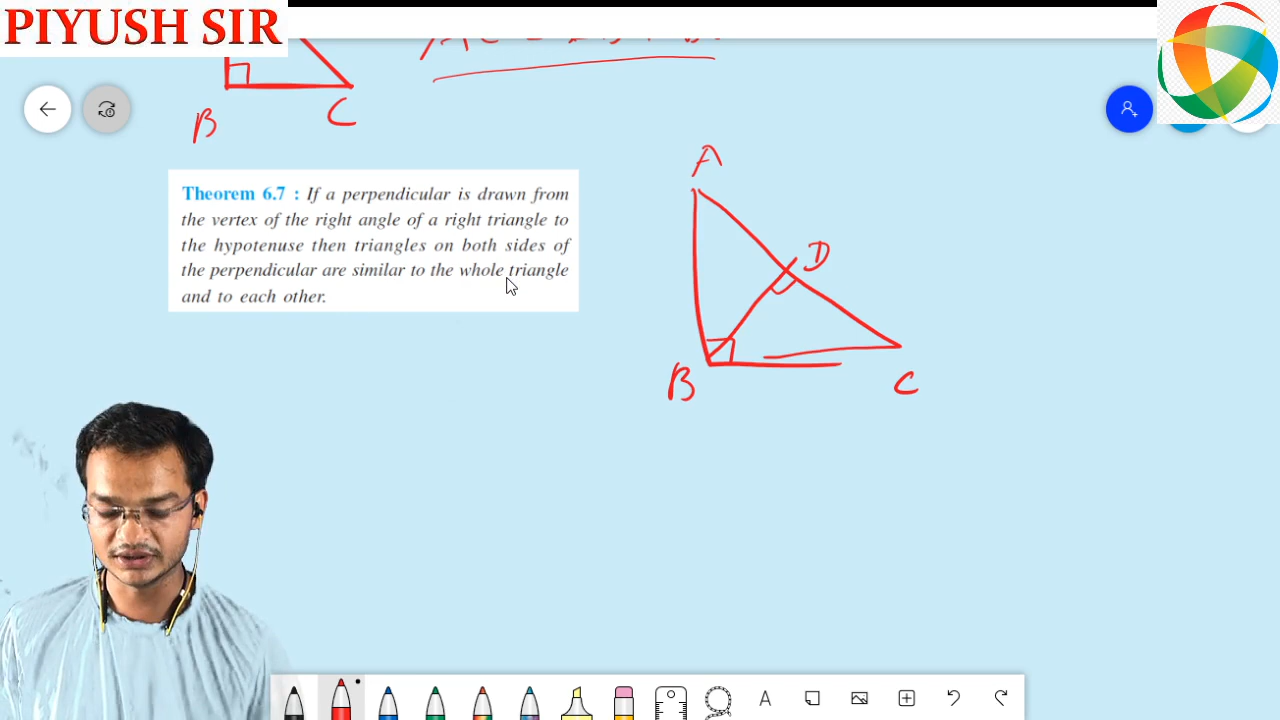 PIYUSH SIR
B
C
Theorem 6.7 : If a perpendicular is drawn from
the vertex of the right angle of a right triangle to
the hypotenuse then triangles on both sides of
the perpendicular are similar to the whole triangle
and to each other.
A
D
B
C
A